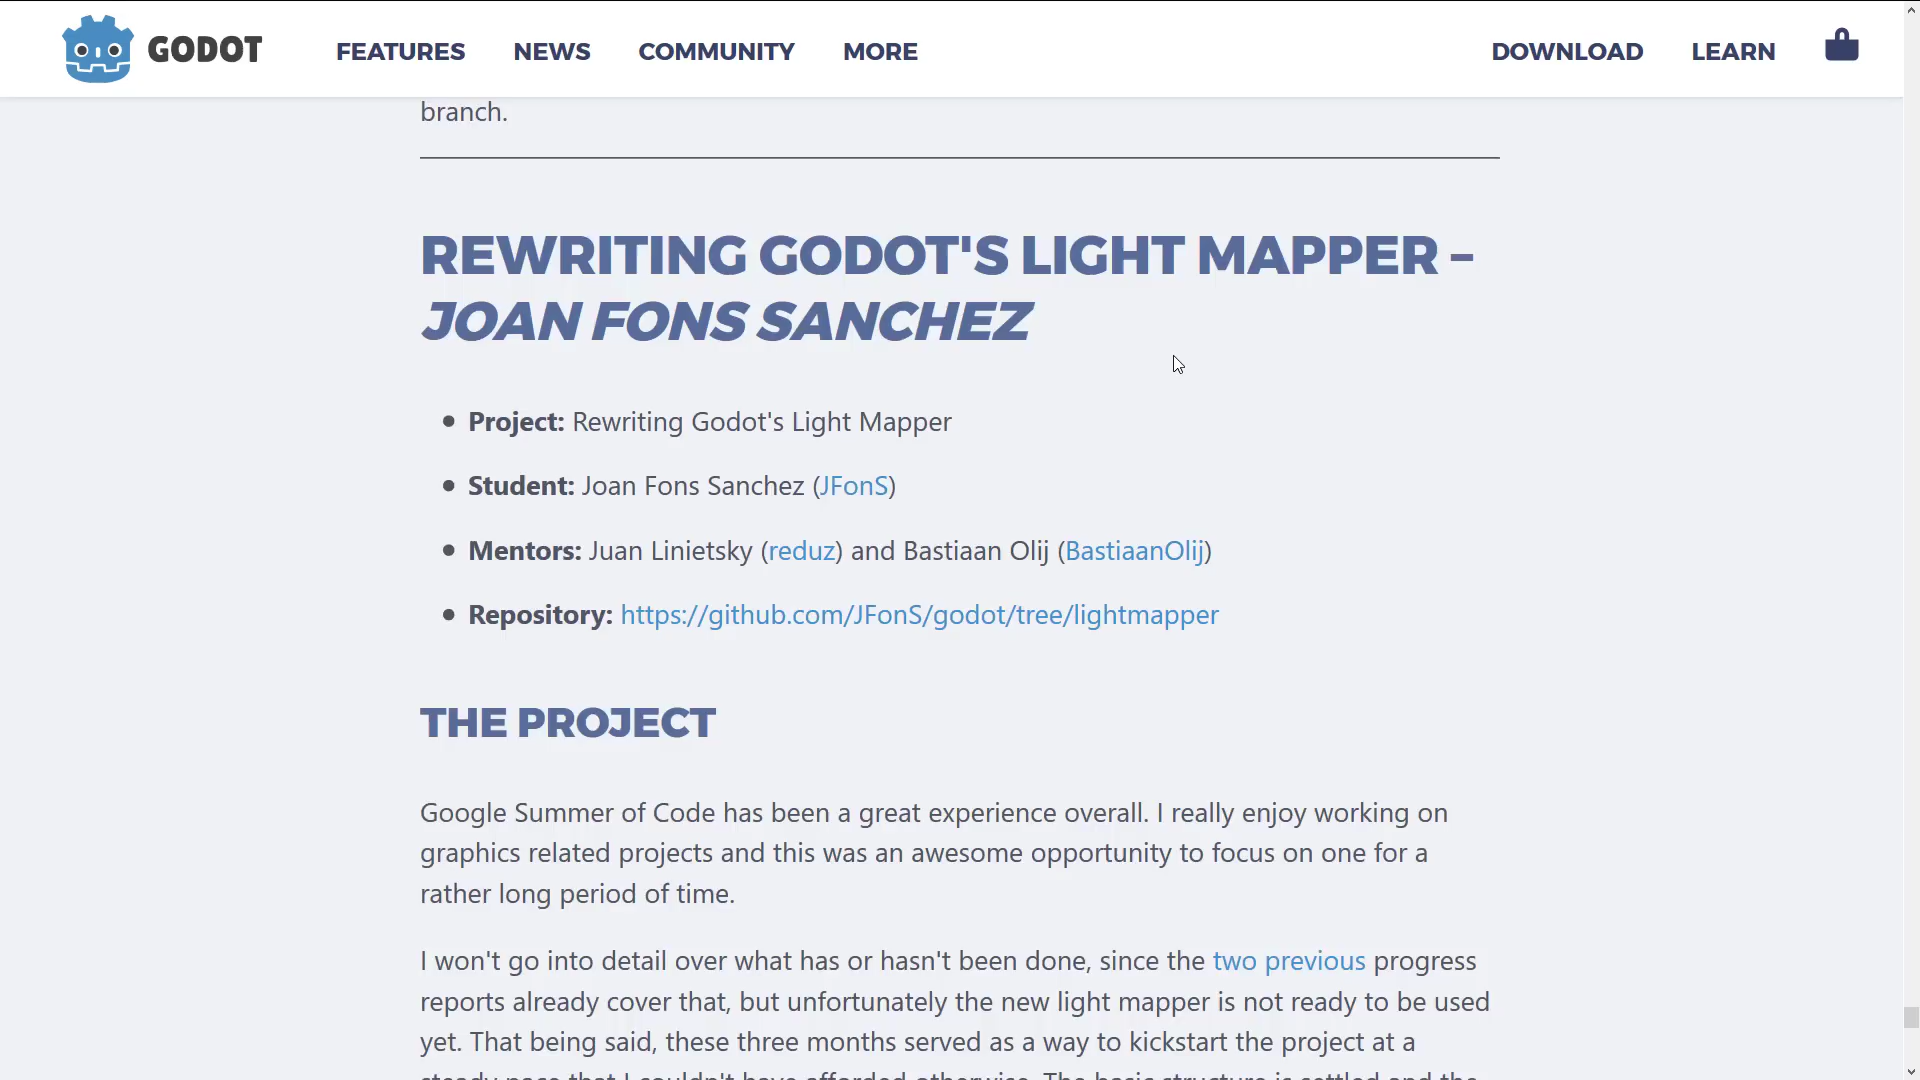 GODOT FEATURES NEWS COMMUNITY MORE DOWNLOAD LEARN
branch.
REWRITING GODOT'S LIGHT MAPPER –
JOAN FONS SANCHEZ
Project: Rewriting Godot's Light Mapper
Student: Joan Fons Sanchez (JFonS)
Mentors: Juan Linietsky (reduz) and Bastiaan Olij (BastiaanOlij)
Repository: https://github.com/JFonS/godot/tree/lightmapper
THE PROJECT
Google Summer of Code has been a great experience overall. I really enjoy working on
graphics related projects and this was an awesome opportunity to focus on one for a
rather long period of time.
I won't go into detail over what has or hasn't been done, since the two previous progress
reports already cover that, but unfortunately the new light mapper is not ready to be used
yet. That being said, these three months served as a way to kickstart the project at a
steady pace that I couldn't have afforded otherwise. The basic structure is settled and the